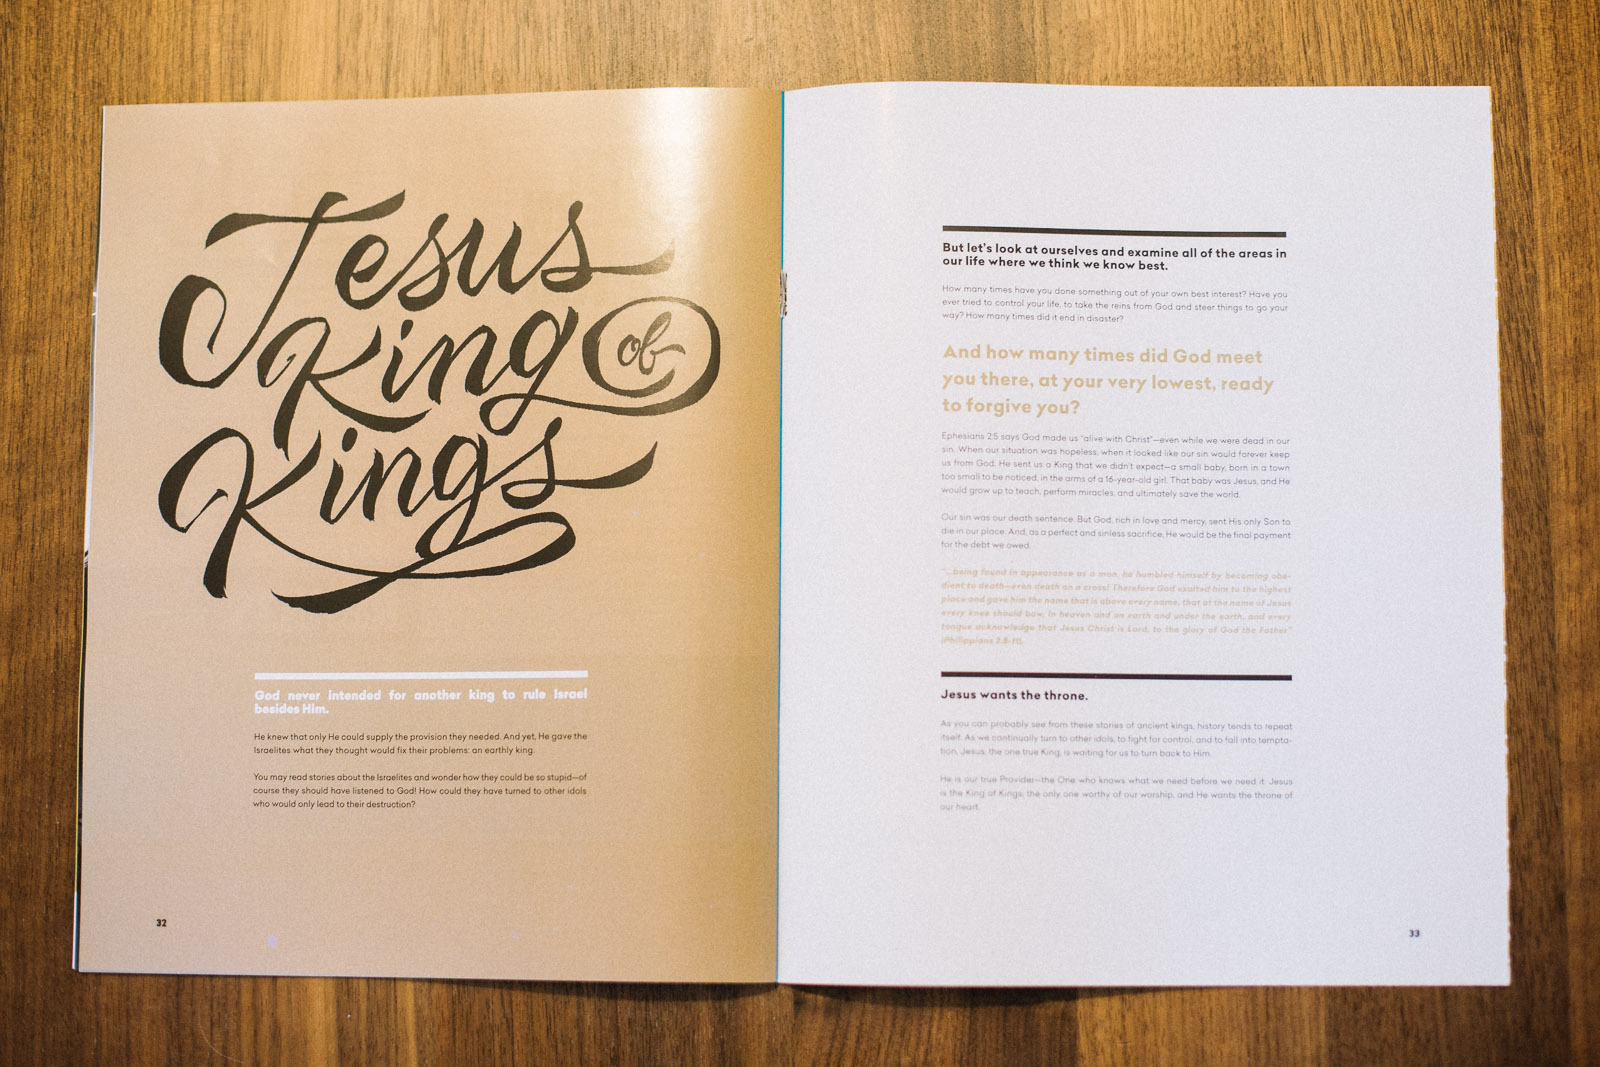 Jesus
King of
Kings
God never intended for another king to rule Israel
besides Him.
He knew that only He could supply the provision they needed. And yet, He gave the
Israelites what they thought would fix their problems: an earthly king.
You may read stories about the Israelites and wonder how they could be so stupid—of
course they should have listened to God! How could they have turned to other idols
who would only lead to their destruction?
32
But let's look at ourselves and examine all of the areas in
our life where we think we know best.
How many times have you done something out of your own best interest? Have you
ever tried to control your life, to take the reins from God and steer things to go your
way? How many times did it end in disaster?
And how many times did God meet
you there, at your very lowest, ready
to forgive you?
Ephesians 2:5 says God made us "alive with Christ"—even while we were dead in our
sin. When our situation was hopeless, when it looked like our sin would forever keep
us from God, He sent us a King that we didn't expect—a small baby, born in a town
too small to be noticed, in the arms of a 16-year-old girl. That baby was Jesus, and He
would grow up to teach, perform miracles, and ultimately save the world.
Our sin was our death sentence. But God, rich in love and mercy, sent His only Son to
die in our place. And, as a perfect and sinless sacrifice, He would be the final payment
for the debt we owed.
"...being found in appearance as a man, he humbled himself by becoming obe-
dient to death—even death on a cross! Therefore God exalted him to the highest
place and gave him the name that is above every name, that at the name of Jesus
every knee should bow, in heaven and on earth and under the earth, and every
tongue acknowledge that Jesus Christ is Lord, to the glory of God the Father"
(Philippians 2:8-11).
Jesus wants the throne.
As you can probably see from these stories of ancient kings, history tends to repeat
itself. As we continually turn to other idols, to fight for control, and to fall into tempta-
tion, Jesus, the one true King, is waiting for us to turn back to Him.
He is our true Provider—the One who knows what we need before we need it. Jesus
is the King of Kings, the only one worthy of our worship, and He wants the throne of
our heart.
33